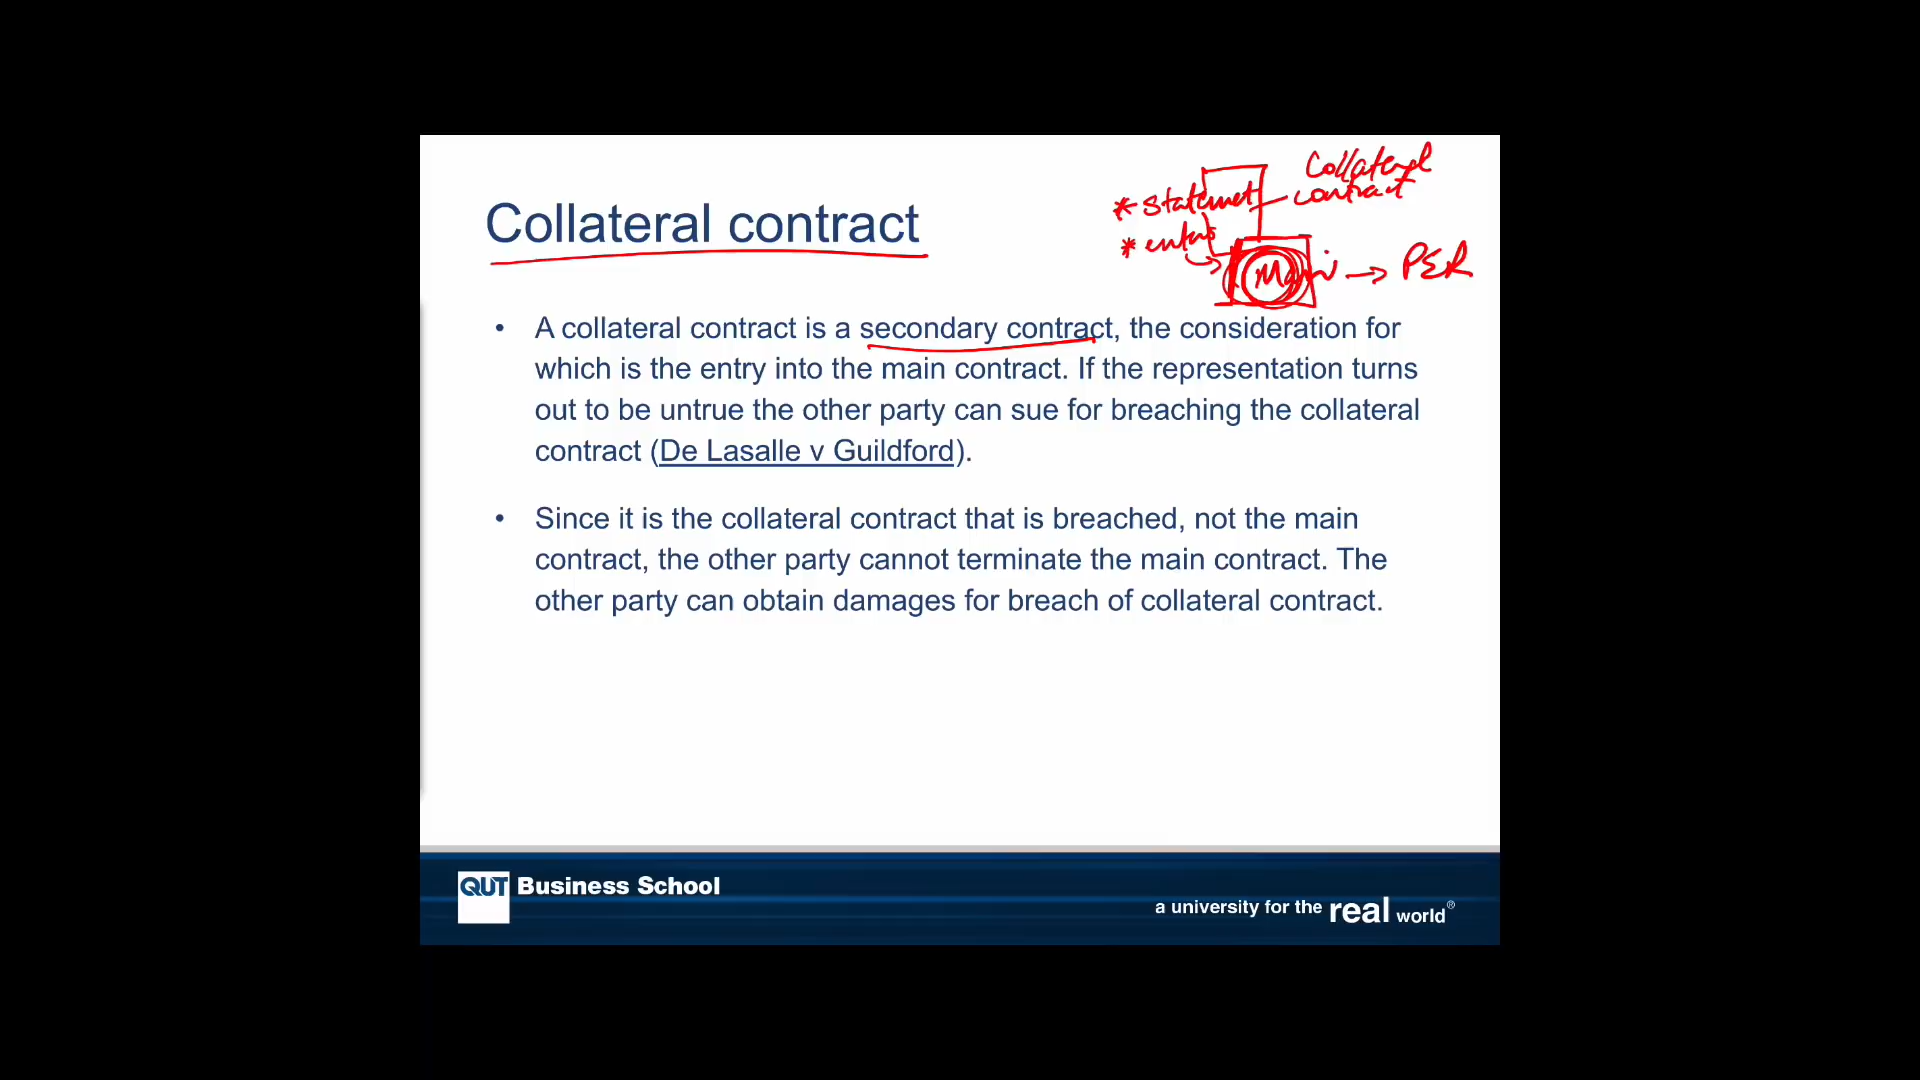 Collateral
contract
* statemet
* enters
Main → PER
Collateral contract
• A collateral contract is a secondary contract, the consideration for
which is the entry into the main contract. If the representation turns
out to be untrue the other party can sue for breaching the collateral
contract (De Lasalle v Guildford).
• Since it is the collateral contract that is breached, not the main
contract, the other party cannot terminate the main contract. The
other party can obtain damages for breach of collateral contract.
QUT Business School
a university for the real world®